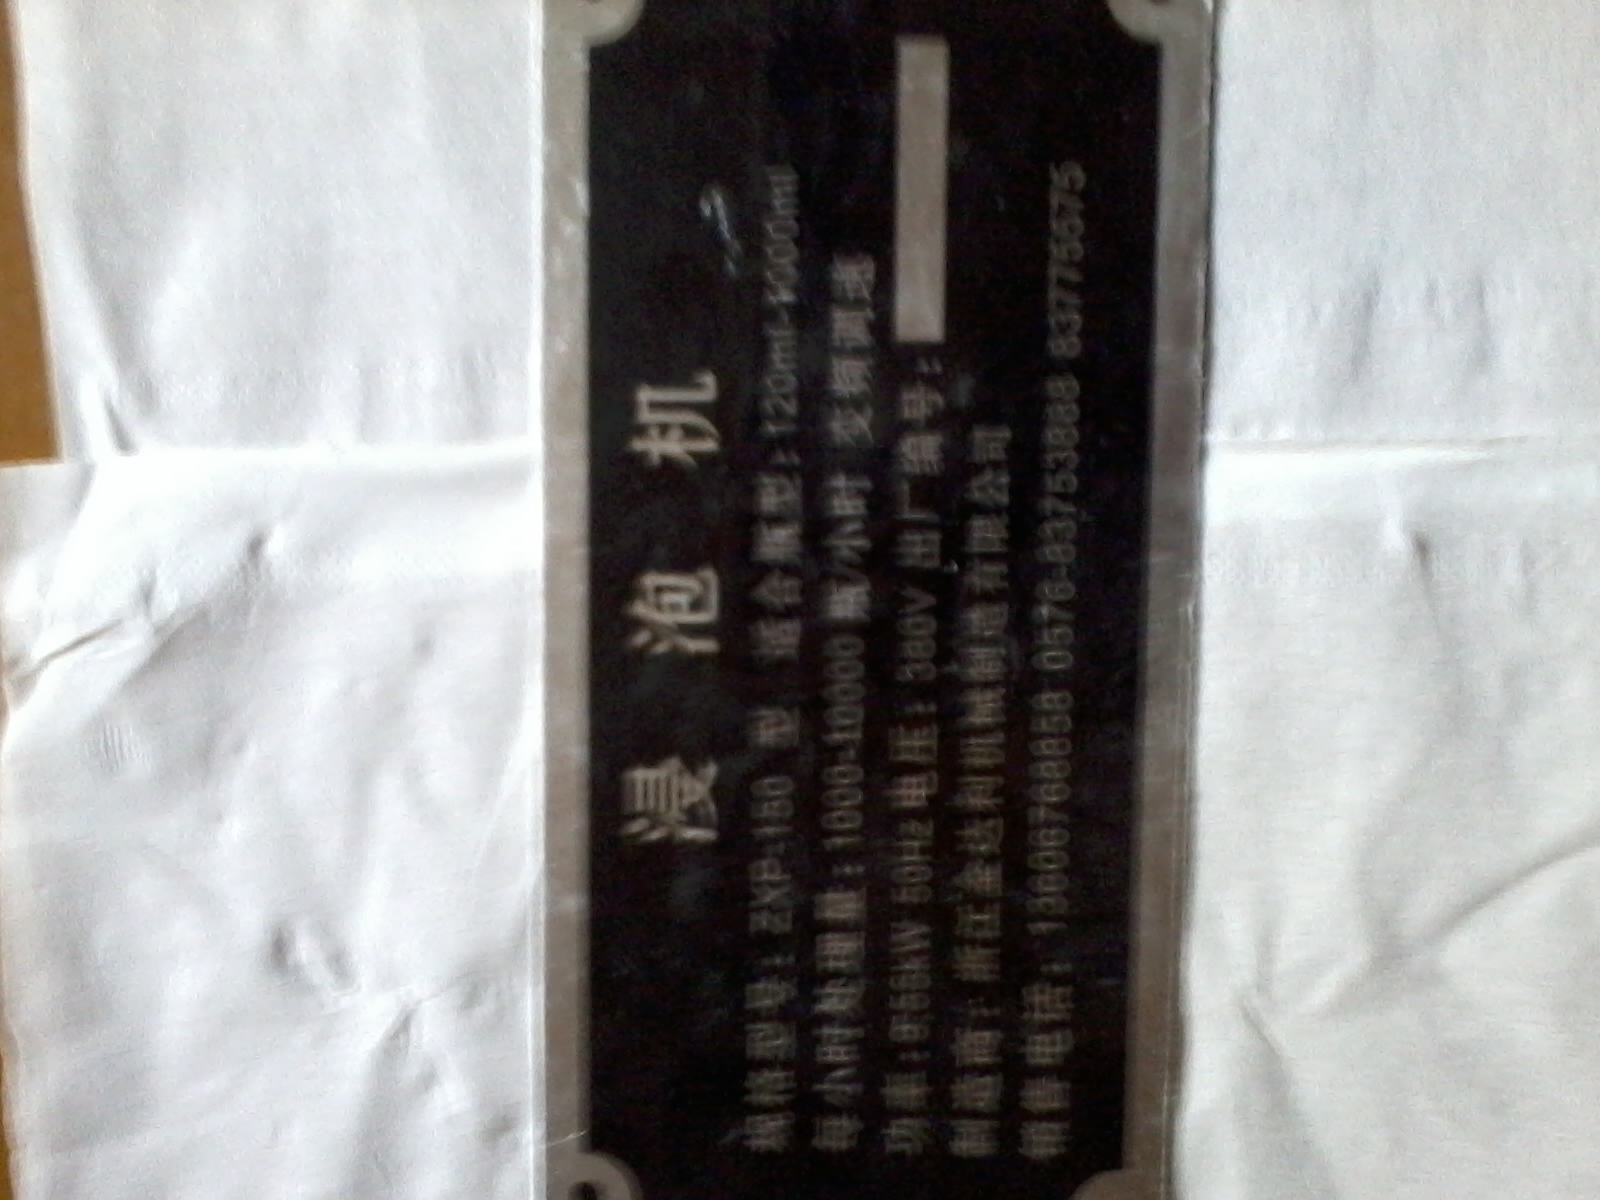 浸泡机
规格型号：ZXP-150 型 适合瓶型：120ml-1000ml
每小时处理量：1000-10000 瓶/小时 变频调速
功率：0.55kW 50Hz 电压：380V 出厂编号：
制造商：浙江金达利机械制造有限公司
销售电话： 0576-83753888 83775575